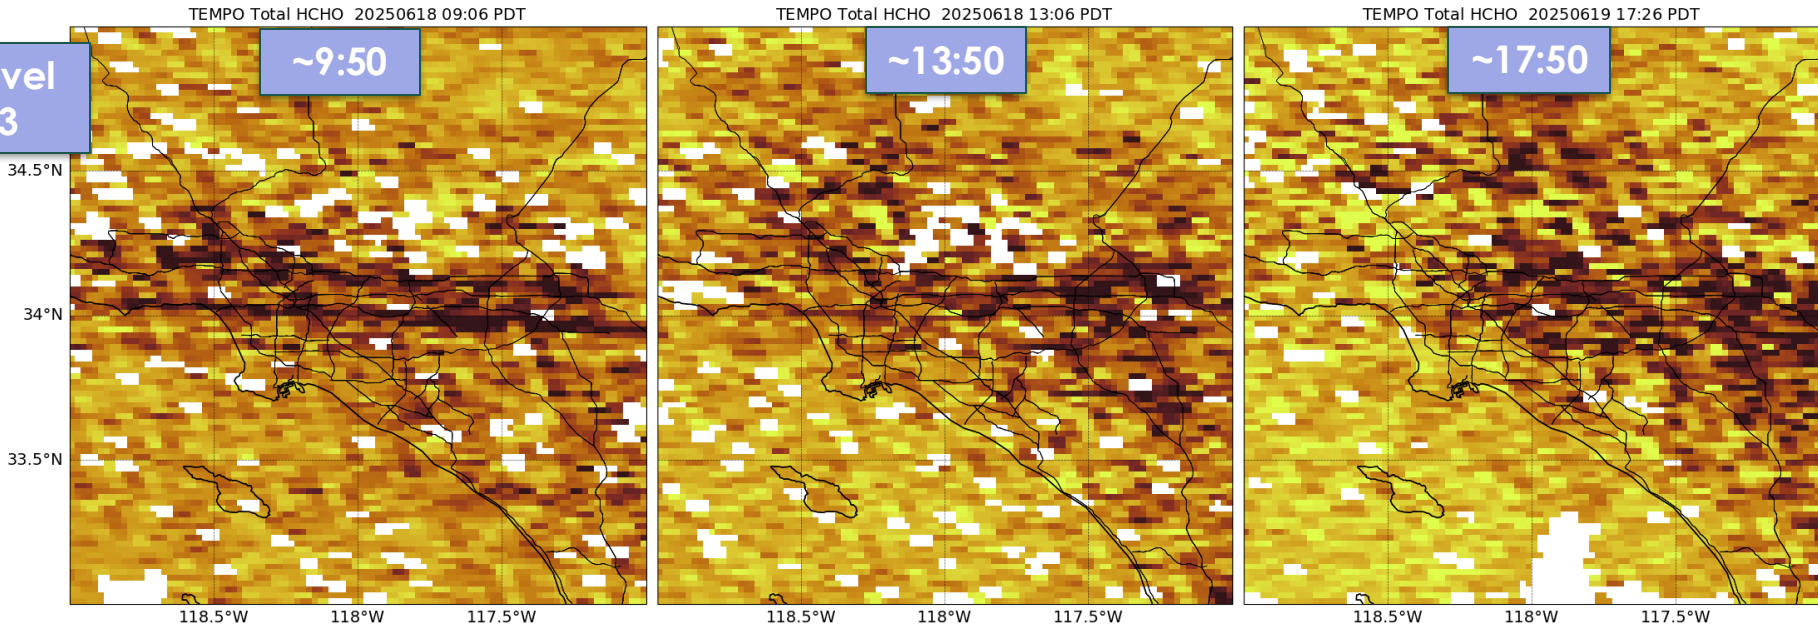 TEMPO Total HCHO 20250618 09:06 PDT
TEMPO Total HCHO 20250618 13:06 PDT
TEMPO Total HCHO 20250619 17:26 PDT
vel
3
~9:50
~13:50
~17:50
34.5°N
34°N
33.5°N
118.5°W
118°W
117.5°W
118.5°W
118°W
117.5°W
118.5°W
118°W
117.5°W